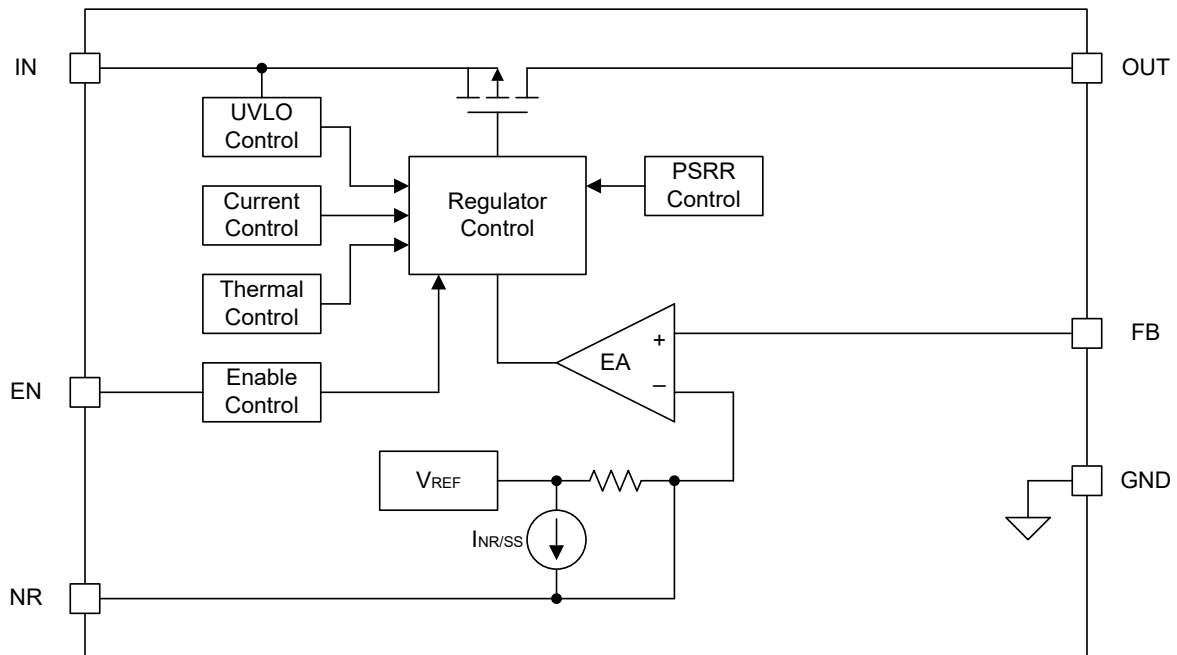 IN
OUT
UVLO
Control
PSRR
Control
Current
Control
Regulator
Control
Thermal
Control
FB
+
EA
−
EN
Enable
Control
VREF
GND
INR/SS
NR